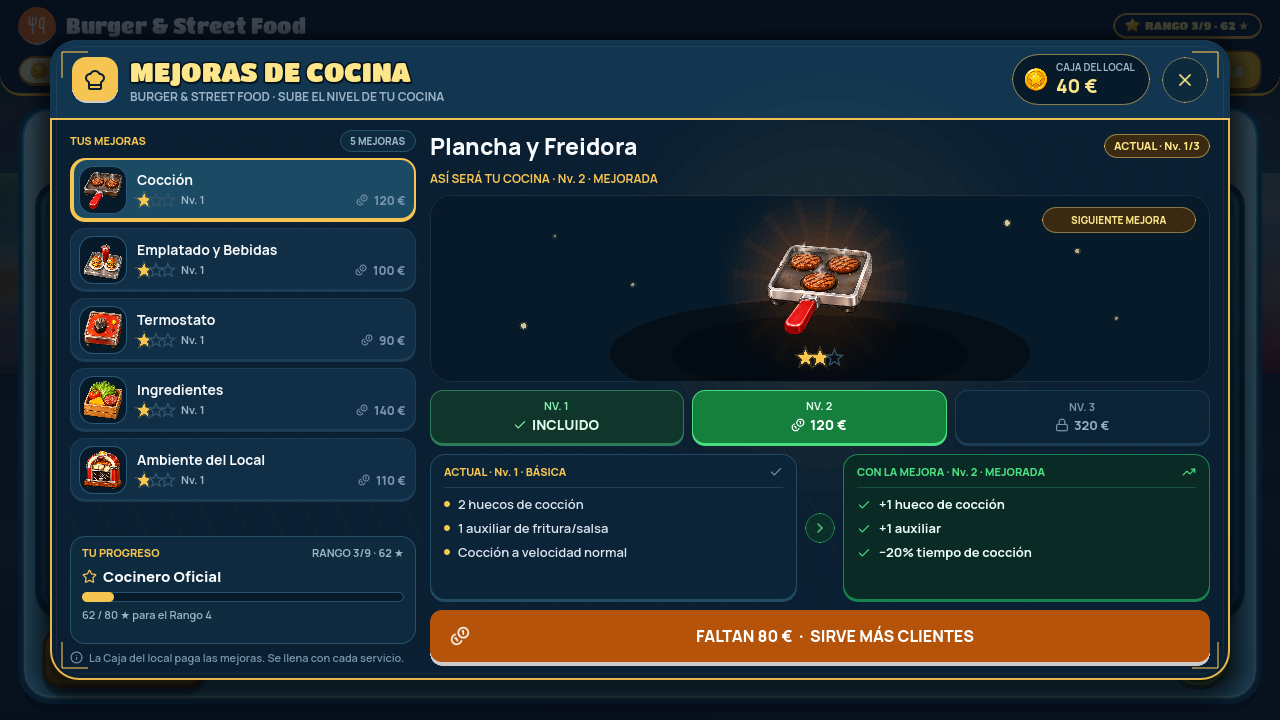 Burger & Street Food
RANGO 3/9 · 62 ★
MEJORAS DE COCINA
BURGER & STREET FOOD · SUBE EL NIVEL DE TU COCINA
CAJA DEL LOCAL
40 €
TUS MEJORAS
5 MEJORAS
Cocción
Nv. 1
120 €
Emplatado y Bebidas
Nv. 1
100 €
Termostato
Nv. 1
90 €
Ingredientes
Nv. 1
140 €
Ambiente del Local
Nv. 1
110 €
TU PROGRESO
RANGO 3/9 · 62 ★
Cocinero Oficial
62 / 80 ★ para el Rango 4
La Caja del local paga las mejoras. Se llena con cada servicio.
Plancha y Freidora
ACTUAL · Nv. 1/3
ASÍ SERÁ TU COCINA · Nv. 2 · MEJORADA
SIGUIENTE MEJORA
NV. 1
INCLUIDO
NV. 2
120 €
NV. 3
320 €
ACTUAL · Nv. 1 · BÁSICA
2 huecos de cocción
1 auxiliar de fritura/salsa
Cocción a velocidad normal
CON LA MEJORA · Nv. 2 · MEJORADA
+1 hueco de cocción
+1 auxiliar
−20% tiempo de cocción
FALTAN 80 € · SIRVE MÁS CLIENTES